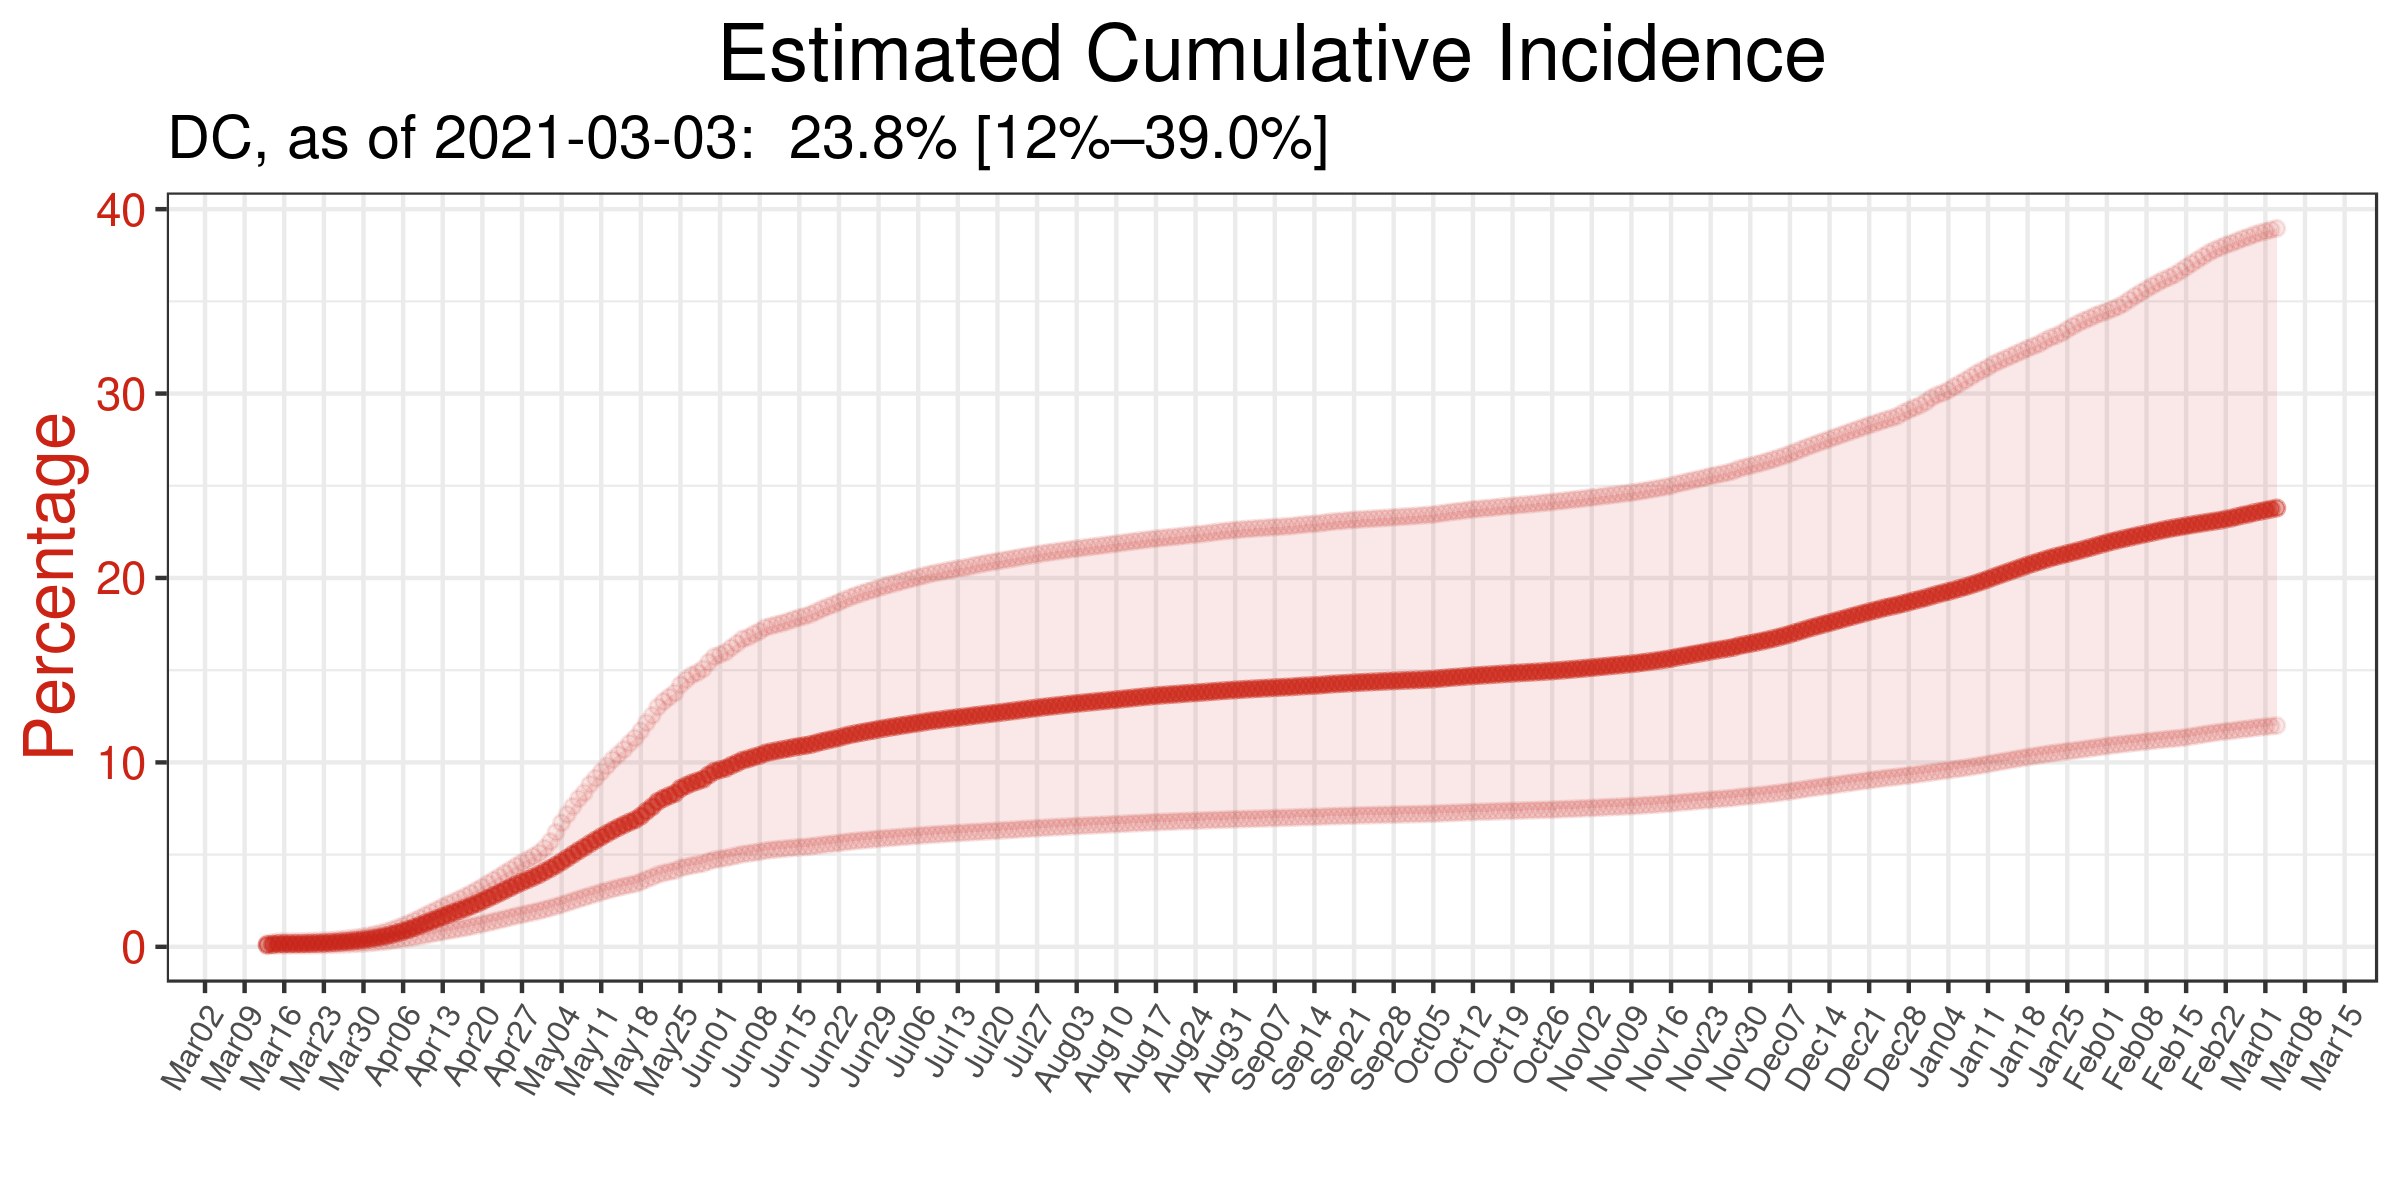 Estimated Cumulative Incidence
DC, as of 2021-03-03:  23.8% [12%–39.0%]
Percentage
40
30
20
10
0
Mar02
Mar09
Mar16
Mar23
Mar30
Apr06
Apr13
Apr20
Apr27
May04
May11
May18
May25
Jun01
Jun08
Jun15
Jun22
Jun29
Jul06
Jul13
Jul20
Jul27
Aug03
Aug10
Aug17
Aug24
Aug31
Sep07
Sep14
Sep21
Sep28
Oct05
Oct12
Oct19
Oct26
Nov02
Nov09
Nov16
Nov23
Nov30
Dec07
Dec14
Dec21
Dec28
Jan04
Jan11
Jan18
Jan25
Feb01
Feb08
Feb15
Feb22
Mar01
Mar08
Mar15